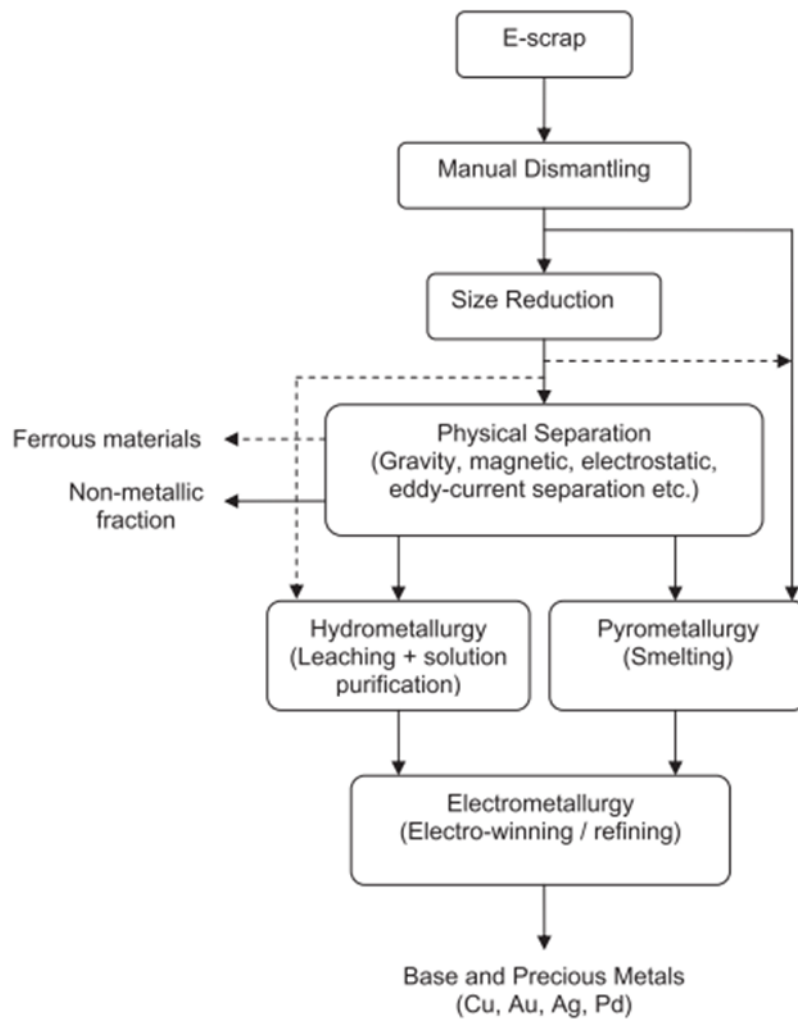 E-scrap
Manual Dismantling
Size Reduction
Physical Separation
(Gravity, magnetic, electrostatic,
eddy-current separation etc.)
Ferrous materials
Non-metallic
fraction
Hydrometallurgy
(Leaching + solution
purification)
Pyrometallurgy
(Smelting)
Electrometallurgy
(Electro-winning / refining)
Base and Precious Metals
(Cu, Au, Ag, Pd)